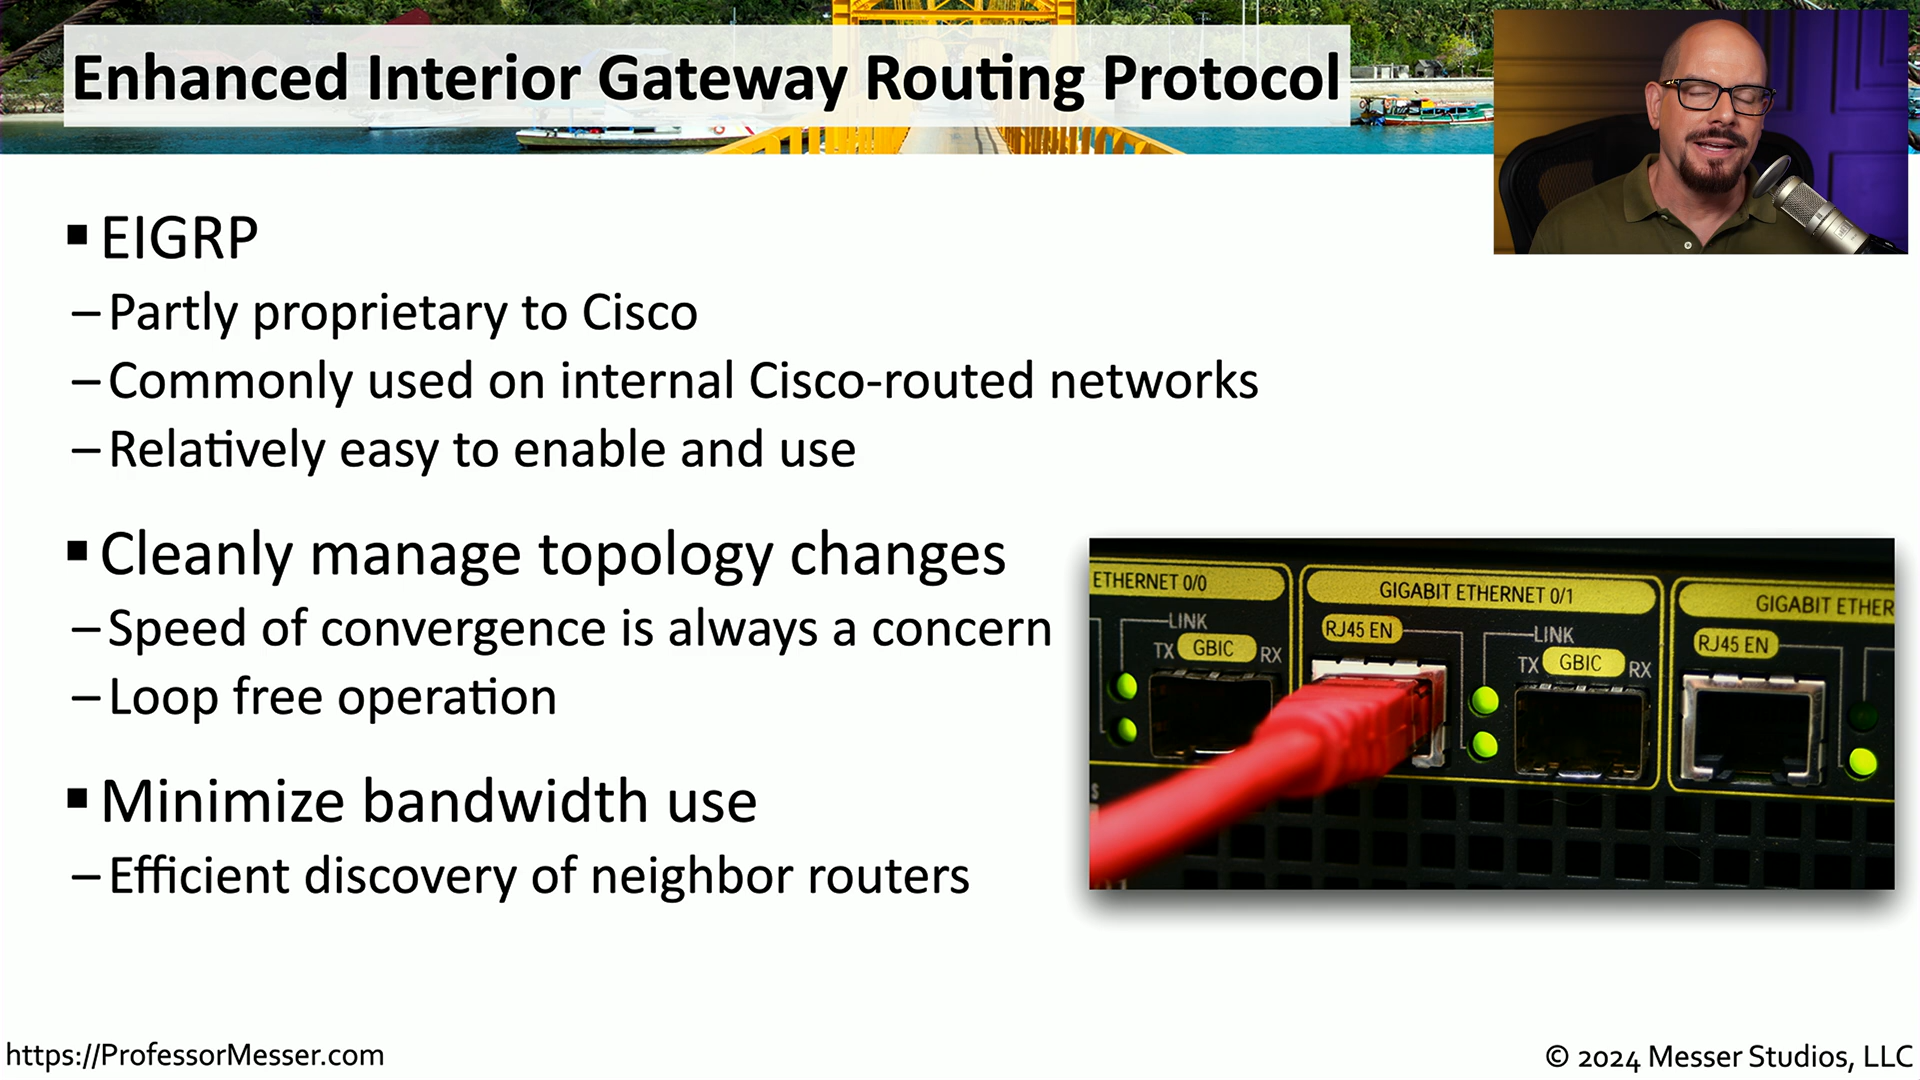 Enhanced Interior Gateway Routing Protocol
▪ EIGRP
– Partly proprietary to Cisco
– Commonly used on internal Cisco-routed networks
– Relatively easy to enable and use
▪ Cleanly manage topology changes
– Speed of convergence is always a concern
– Loop free operation
▪ Minimize bandwidth use
– Efficient discovery of neighbor routers
ETHERNET 0/0
GIGABIT ETHERNET 0/1
GIGABIT ETHER
LINK
TX GBIC RX
RJ45 EN
LINK
TX GBIC RX
RJ45 EN
https://ProfessorMesser.com
© 2024 Messer Studios, LLC